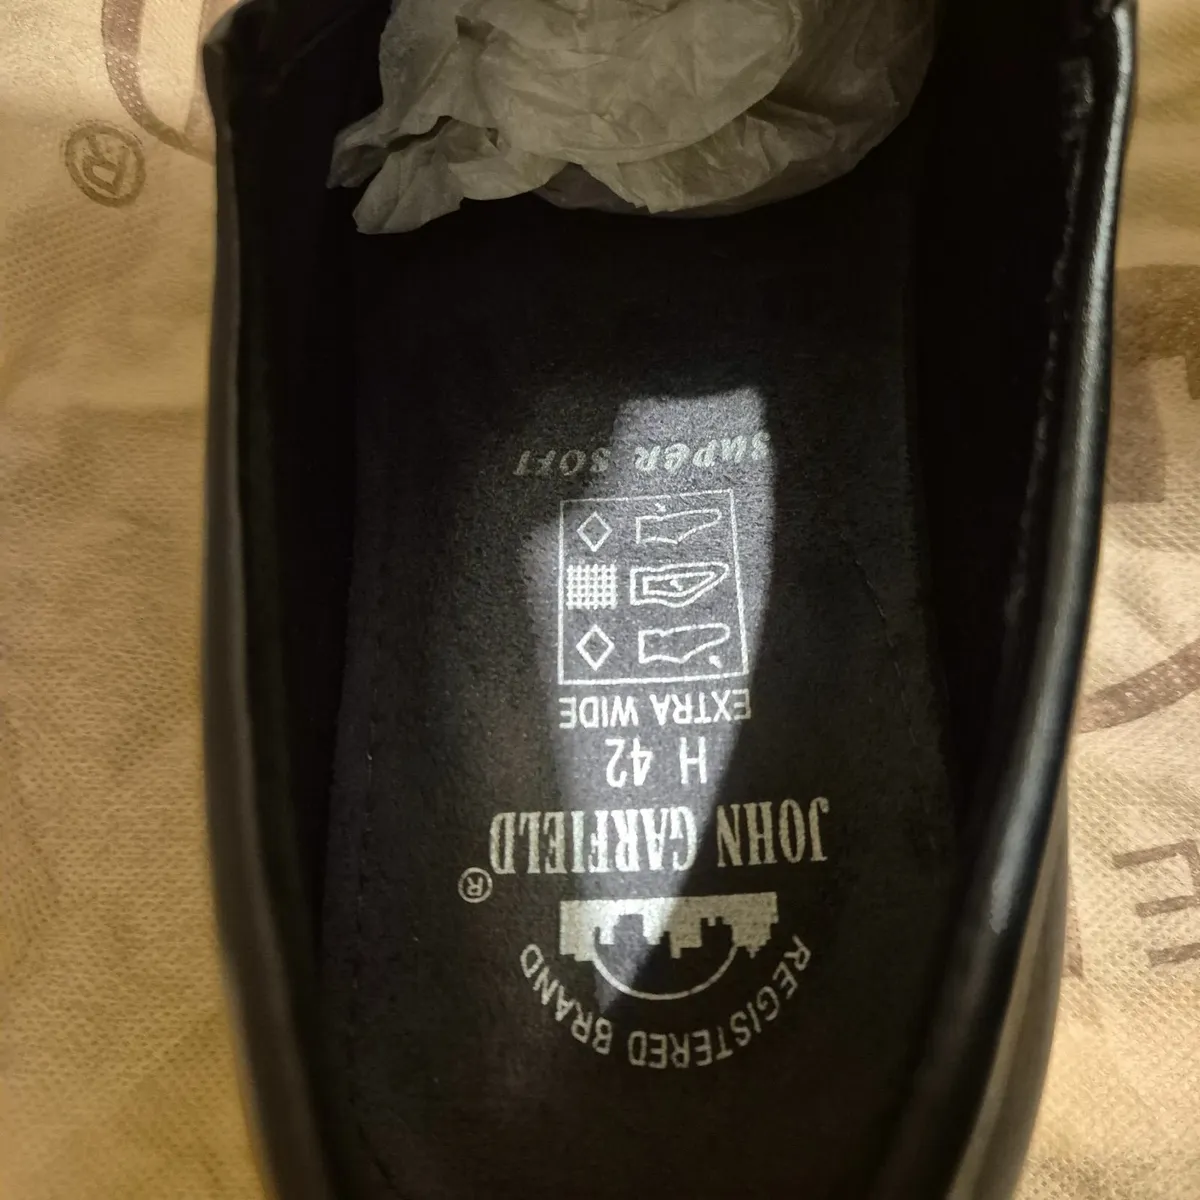 REGISTERED BRAND
JOHN GARFIELD®
H 42
EXTRA WIDE
SUPER SOFT
®